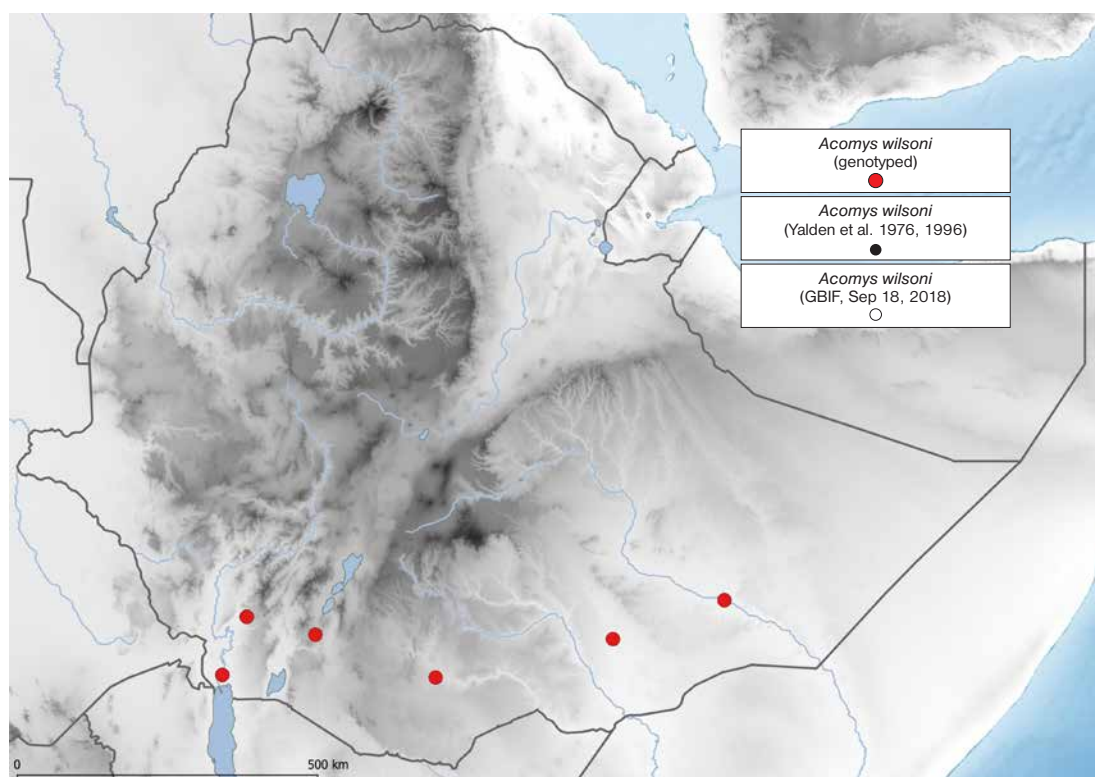 Acomys wilsoni
(genotyped)
Acomys wilsoni
(Yalden et al. 1976, 1996)
Acomys wilsoni
(GBIF, Sep 18, 2018)
0
500 km